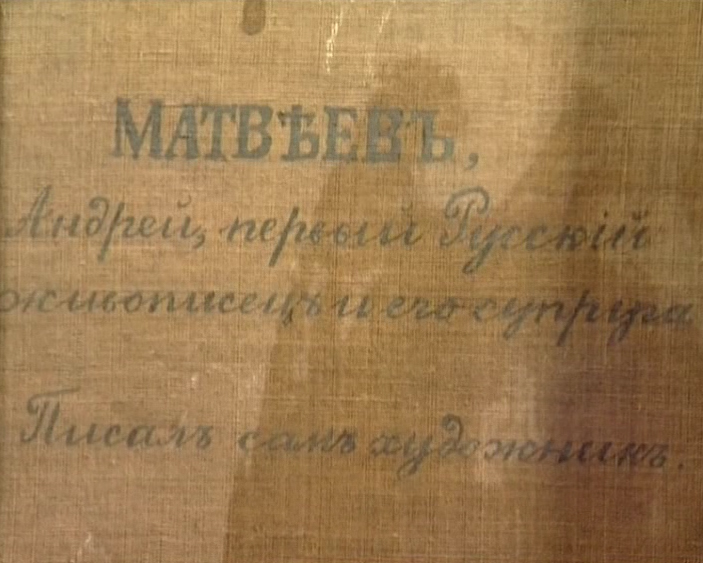 МАТВѢЕВЪ,
Андрей, первый Русскій
живописецъ и его супруга
Писалъ самъ художникъ.